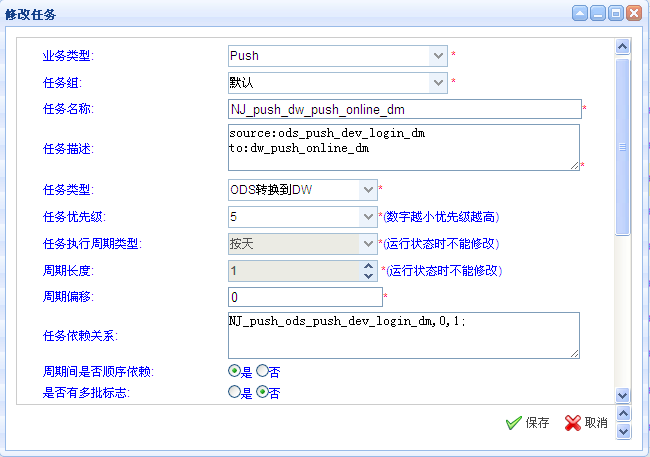 修改任务
业务类型: Push *
任务组: 默认 *
任务名称: NJ_push_dw_push_online_dm *
任务描述: source:ods_push_dev_login_dm
to:dw_push_online_dm *
任务类型: ODS转换到DW *
任务优先级: 5 *(数字越小优先级越高)
任务执行周期类型: 按天 *(运行状态时不能修改)
周期长度: 1 *(运行状态时不能修改)
周期偏移: 0 *
任务依赖关系: NJ_push_ods_push_dev_login_dm,0,1;
周期间是否顺序依赖: 是 否
是否有多批标志: 是 否
保存 取消